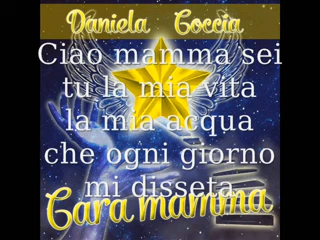 Daniela Coccia
Ciao mamma sei
tu la mia vita
la mia acqua
che ogni giorno
mi disseta
Cara mamma